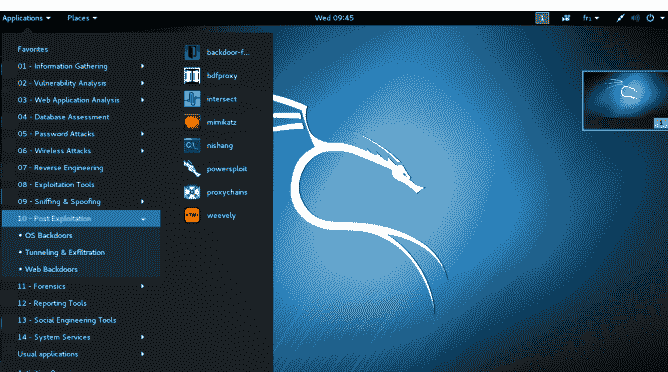 Applications Places Wed 09:45 1 fr1
Favorites
01 - Information Gathering
02 - Vulnerability Analysis
03 - Web Application Analysis
04 - Database Assessment
05 - Password Attacks
06 - Wireless Attacks
07 - Reverse Engineering
08 - Exploitation Tools
09 - Sniffing & Spoofing
10 - Post Exploitation
• OS Backdoors
• Tunneling & Exfiltration
• Web Backdoors
11 - Forensics
12 - Reporting Tools
13 - Social Engineering Tools
14 - System Services
Usual applications
backdoor-f...
bdfproxy
intersect
mimikatz
nishang
powersploit
proxychains
weevely
1